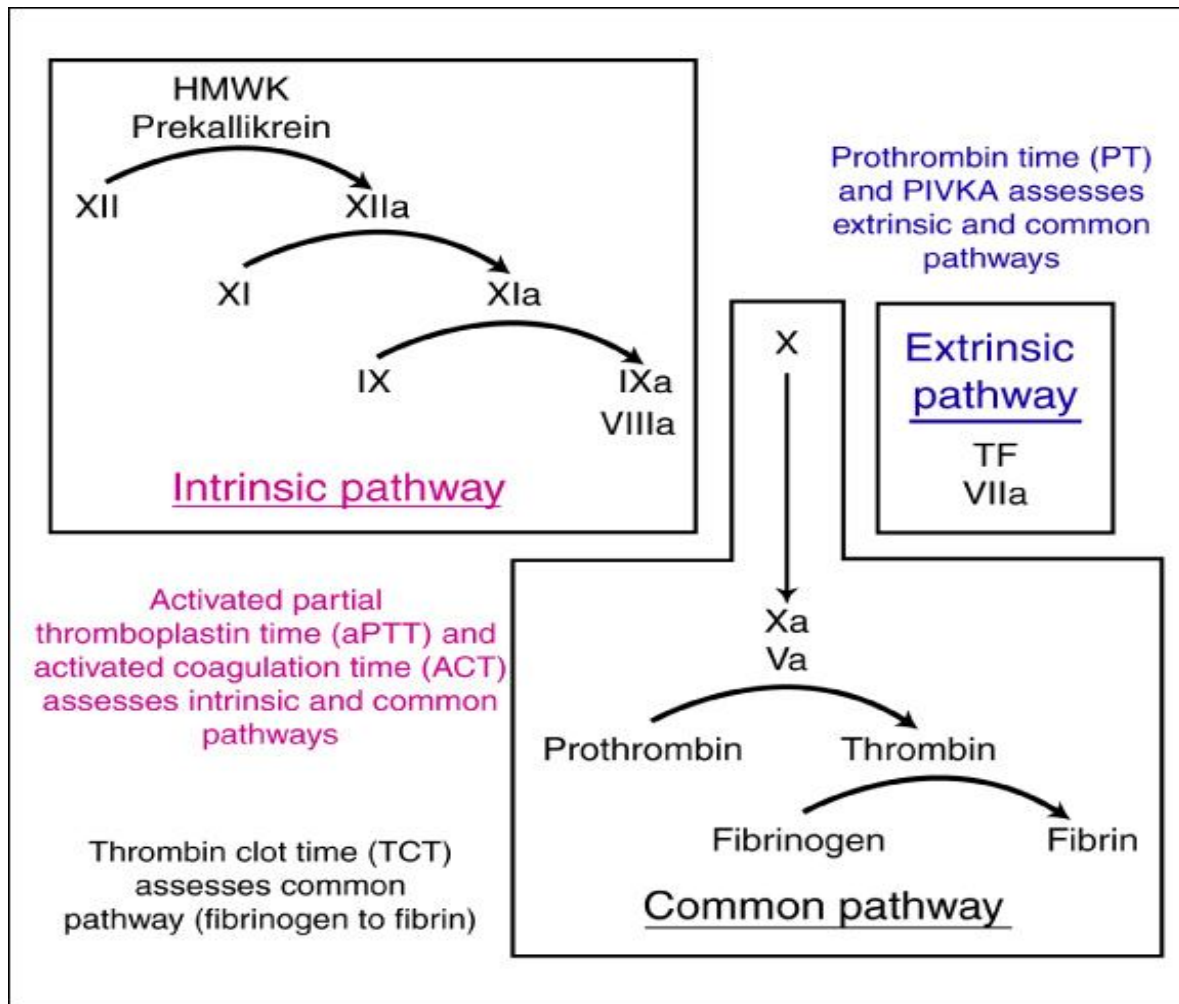 HMWK
Prekallikrein
XII
XIIa
XI
XIa
IX
IXa
VIIIa
Intrinsic pathway
Prothrombin time (PT)
and PIVKA assesses
extrinsic and common
pathways
Extrinsic
pathway
TF
VIIa
X
Xa
Va
Prothrombin
Thrombin
Fibrinogen
Fibrin
Common pathway
Activated partial
thromboplastin time (aPTT) and
activated coagulation time (ACT)
assesses intrinsic and common
pathways
Thrombin clot time (TCT)
assesses common
pathway (fibrinogen to fibrin)